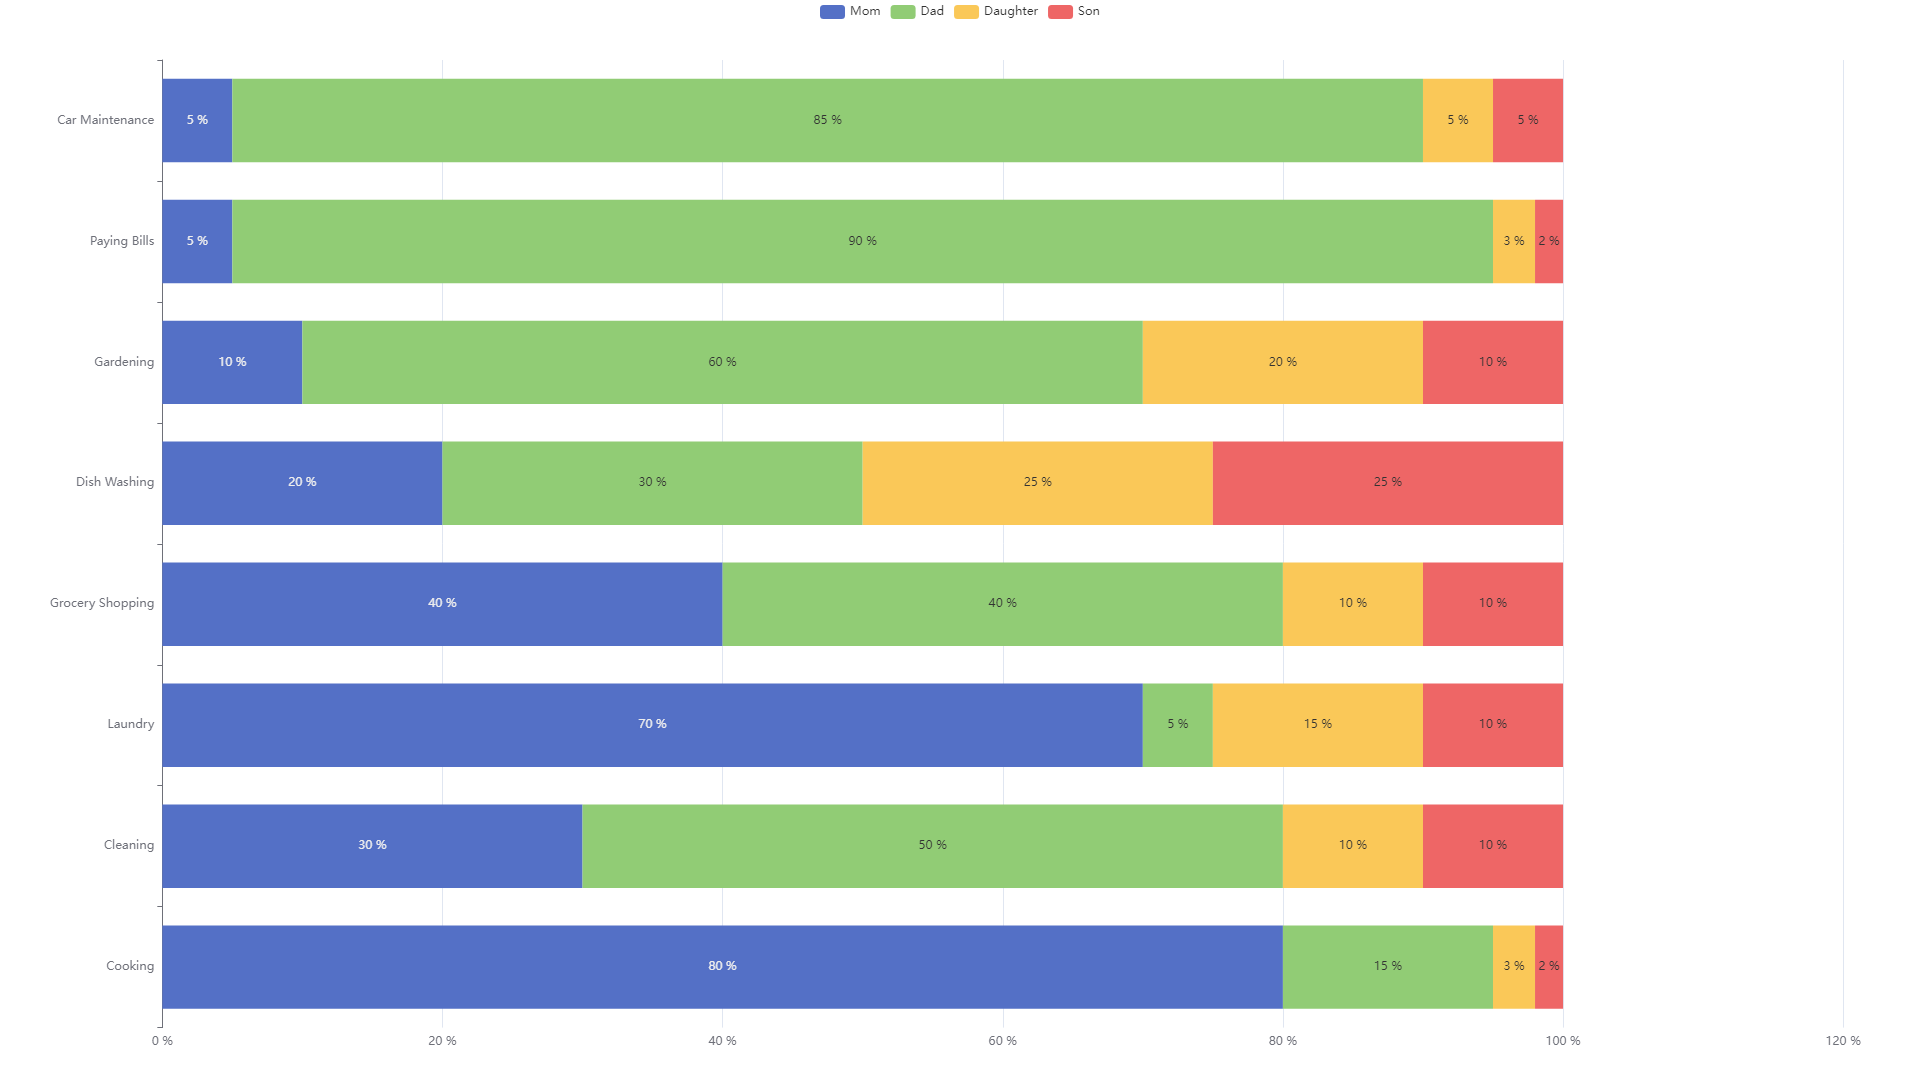 Mom Dad Daughter Son
Car Maintenance 5 % 85 % 5 % 5 %
Paying Bills 5 % 90 % 3 % 2 %
Gardening 10 % 60 % 20 % 10 %
Dish Washing 20 % 30 % 25 % 25 %
Grocery Shopping 40 % 40 % 10 % 10 %
Laundry 70 % 5 % 15 % 10 %
Cleaning 30 % 50 % 10 % 10 %
Cooking 80 % 15 % 3 % 2 %
0 % 20 % 40 % 60 % 80 % 100 % 120 %